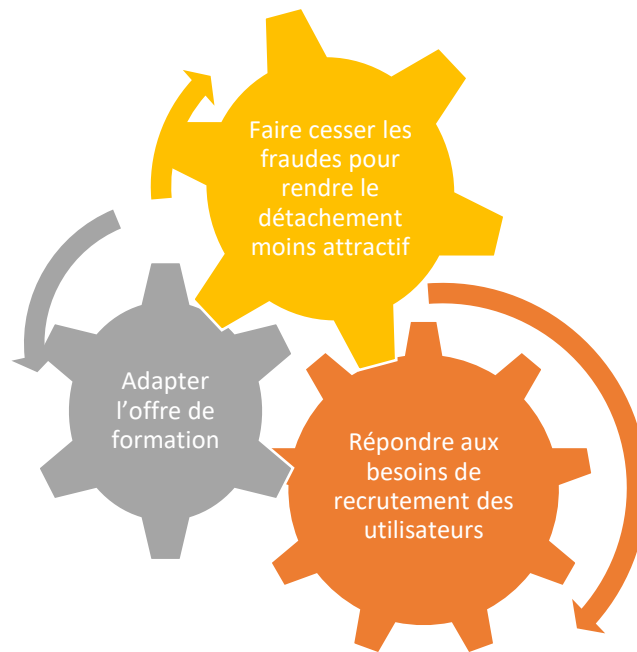 Faire cesser les
fraudes pour
rendre le
détachement
moins attractif
Adapter
l’offre de
formation
Répondre aux
besoins de
recrutement des
utilisateurs